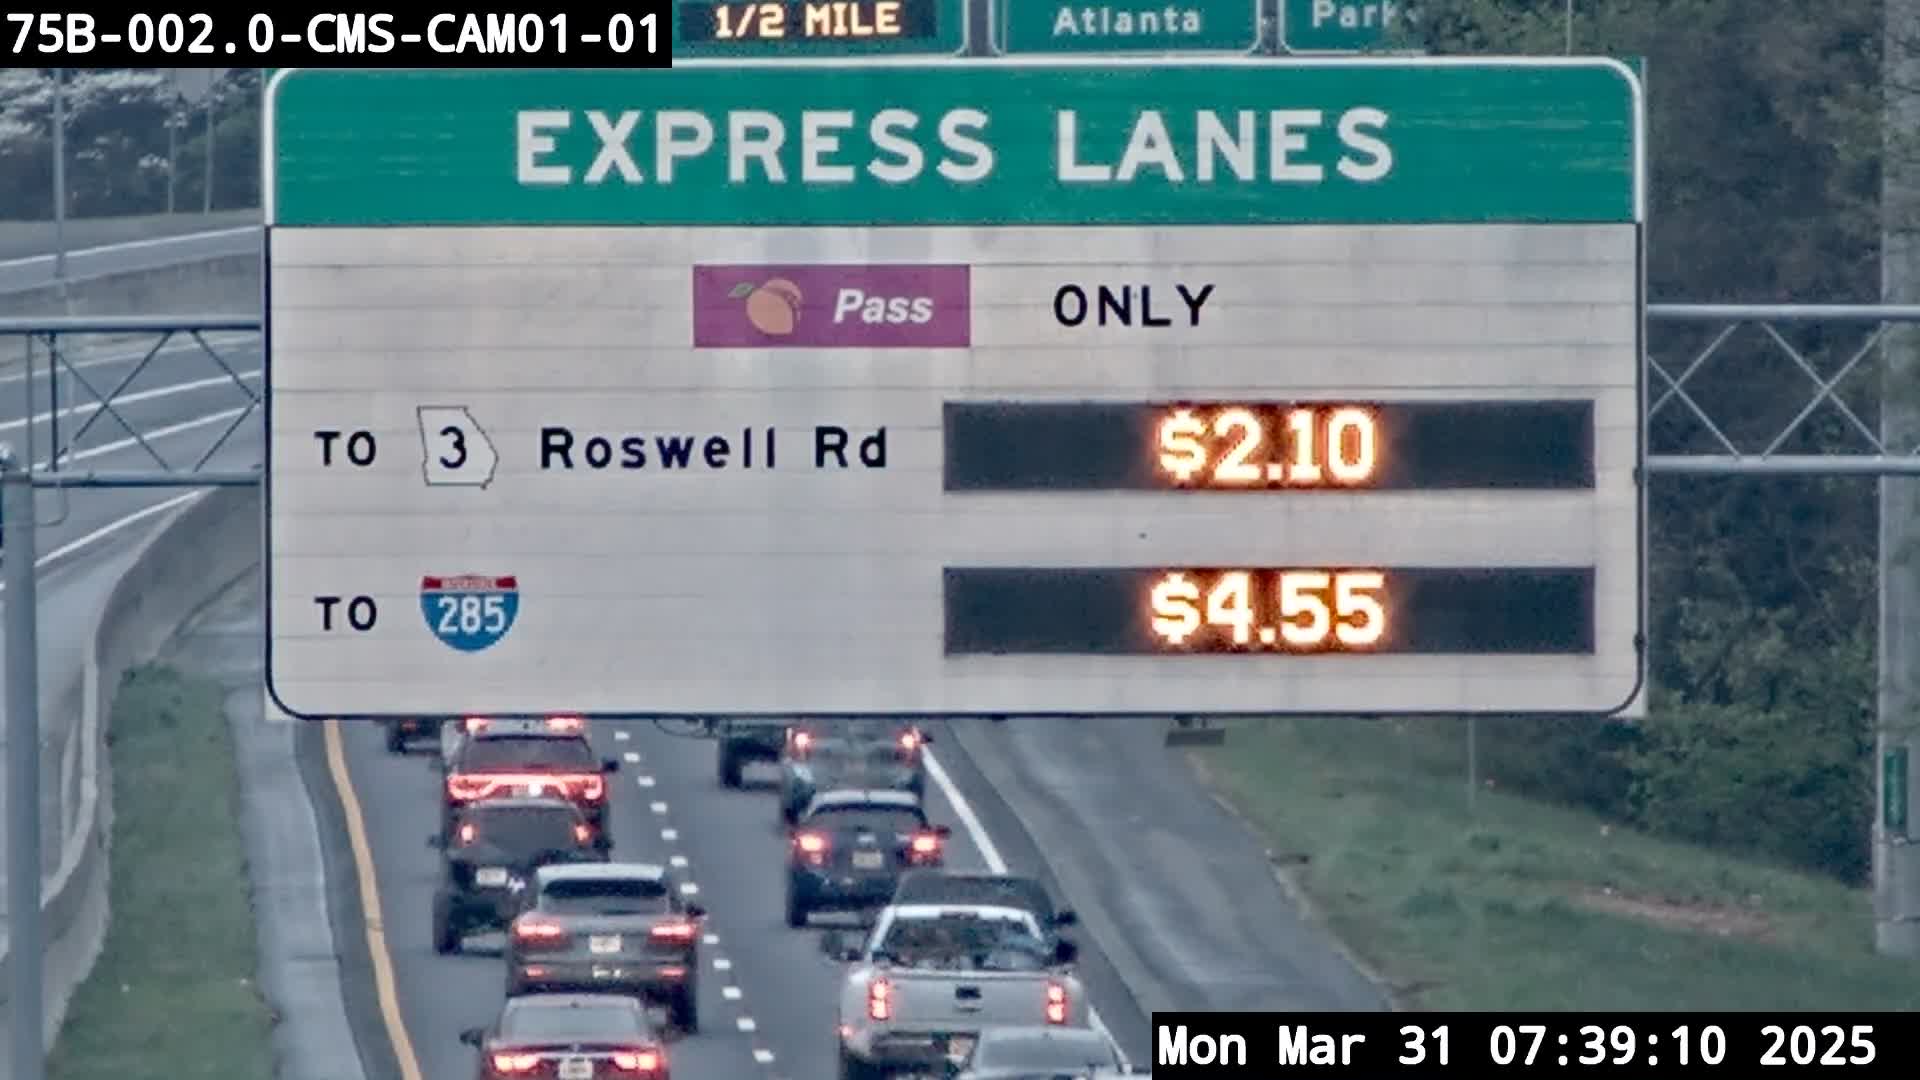 75B-002.0-CMS-CAM01-01
1/2 MILE
Atlanta
Park
EXPRESS LANES
Pass ONLY
TO 3 Roswell Rd $2.10
TO 285 $4.55
Mon Mar 31 07:39:10 2025